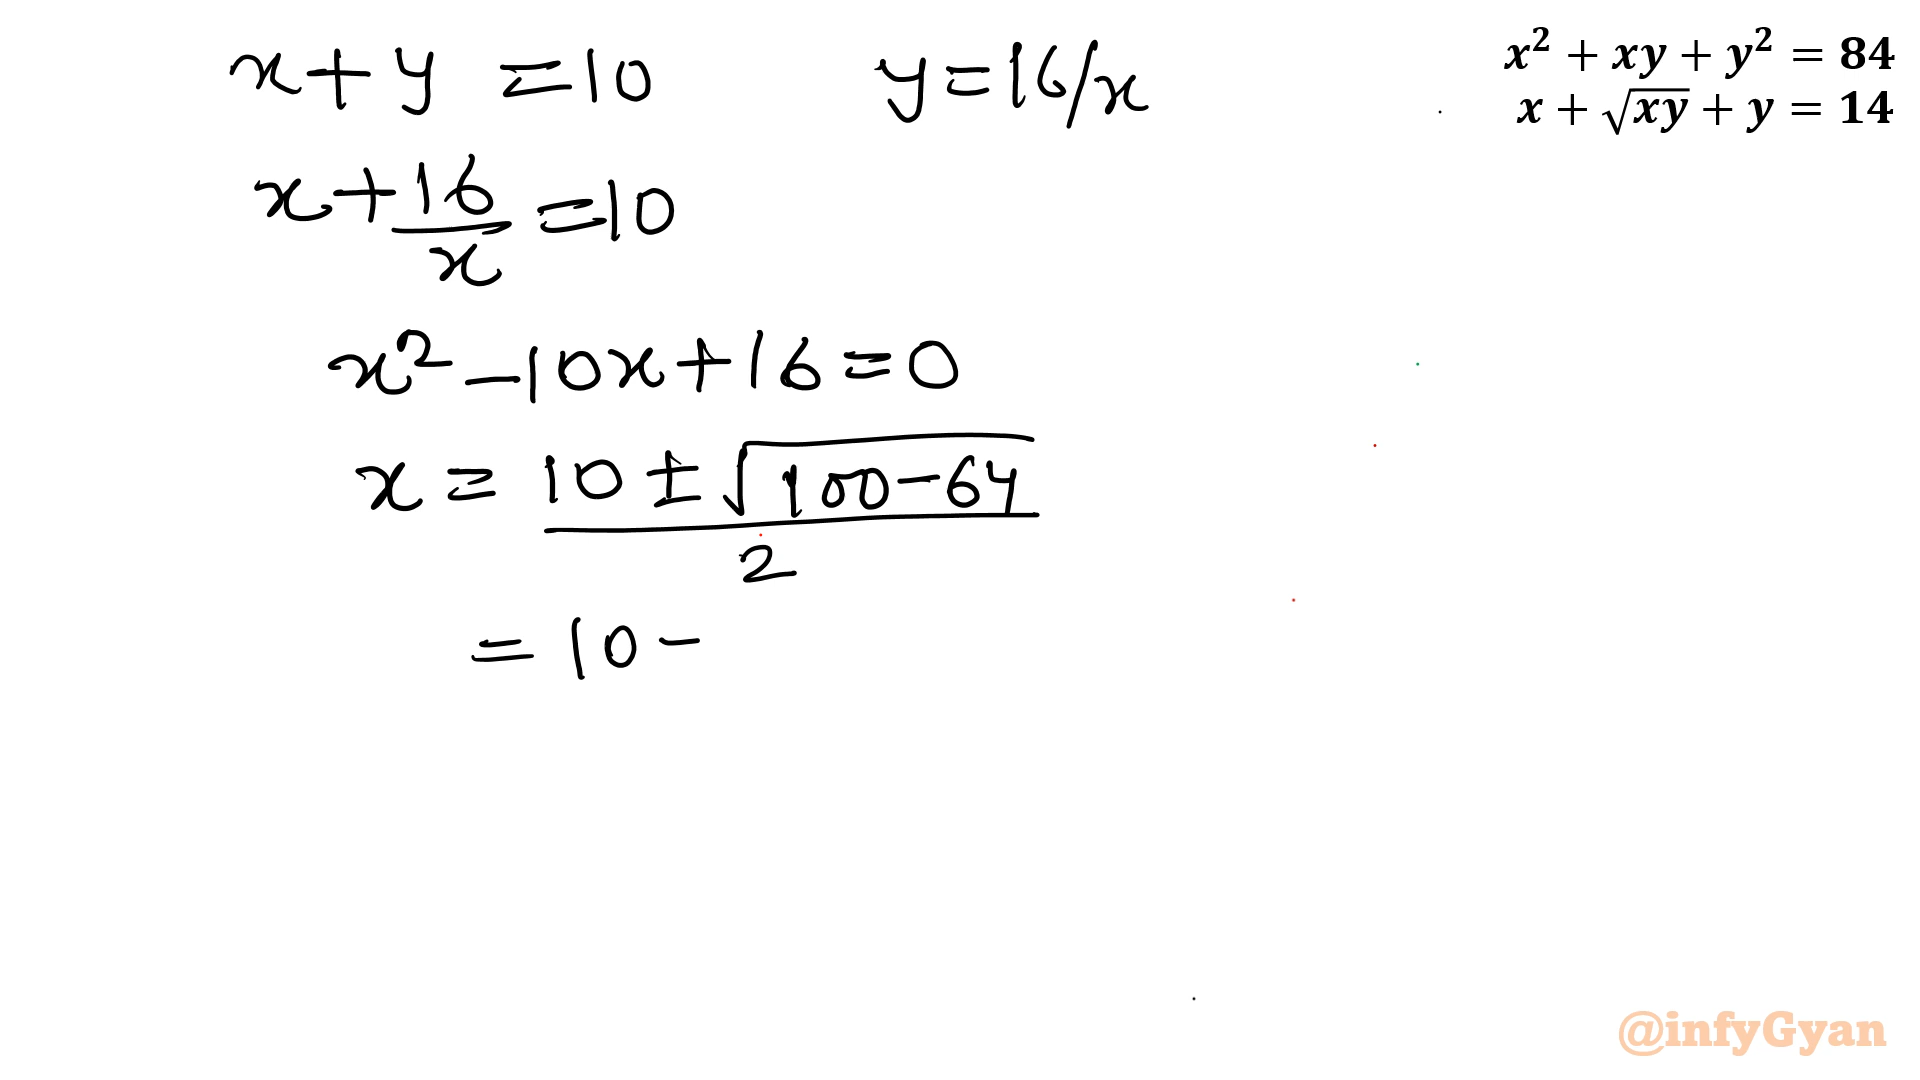 x+y =10 y=16/x
x² + xy + y² = 84
x + √xy + y = 14
x+16/x =10
x²-10x+16=0
x = 10 ± √100-64 / 2
= 10 -
@infyGyan